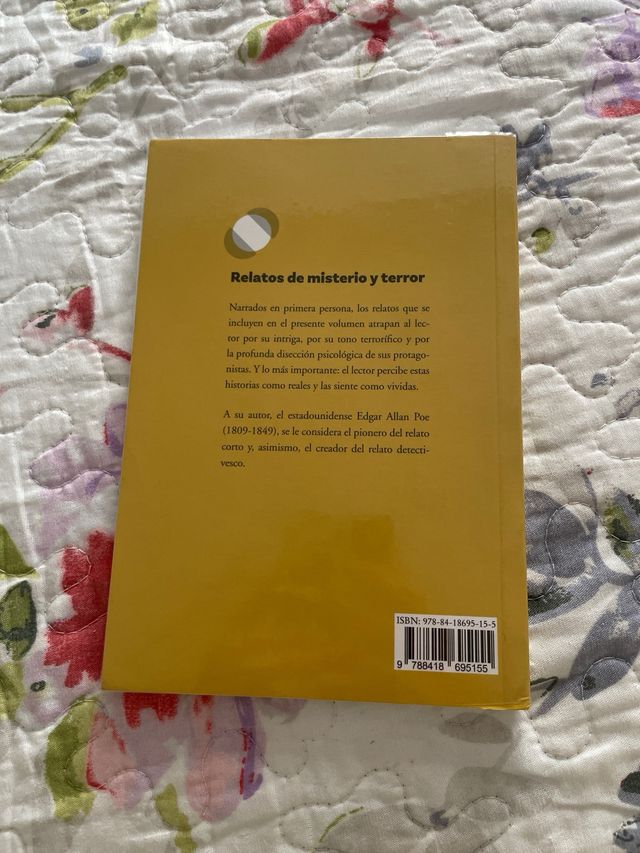 Relatos de misterio y terror
Narrados en primera persona, los relatos que se
incluyen en el presente volumen atrapan al lec-
tor por su intriga, por su tono terrorífico y por
la profunda disección psicológica de sus protago-
nistas. Y lo más importante: el lector percibe estas
historias como reales y las siente como vividas.
A su autor, el estadounidense Edgar Allan Poe
(1809-1849), se le considera el pionero del relato
corto y, asimismo, el creador del relato detecti-
vesco.
ISBN: 978-84-18695-15-5
9 788418 695155